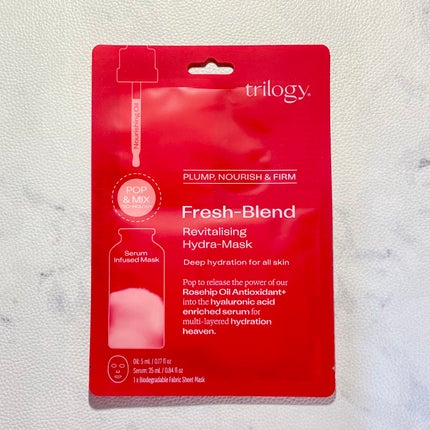 trilogy®
Nourishing Oil
PLUMP, NOURISH & FIRM
POP
& MIX
TECHNOLOGY
Fresh-Blend
Revitalising
Hydra-Mask
Serum
Infused Mask
Deep hydration for all skin
Pop to release the power of our
Rosehip Oil Antioxidant+
into the hyaluronic acid
enriched serum for
multi-layered hydration
heaven.
Oil: 5 mL / 0.17 fl oz
Serum: 25 mL / 0.84 fl oz
1 x Biodegradable Fabric Sheet Mask